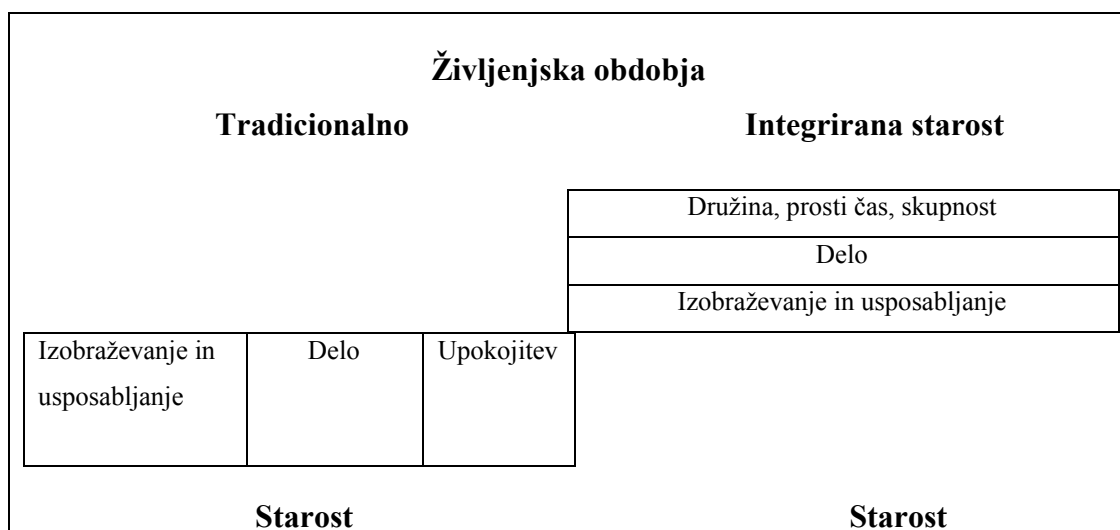 Življenjska obdobja
Tradicionalno
Integrirana starost
Družina, prosti čas, skupnost
Delo
Izobraževanje in usposabljanje
Izobraževanje in
usposabljanje
Delo
Upokojitev
Starost
Starost